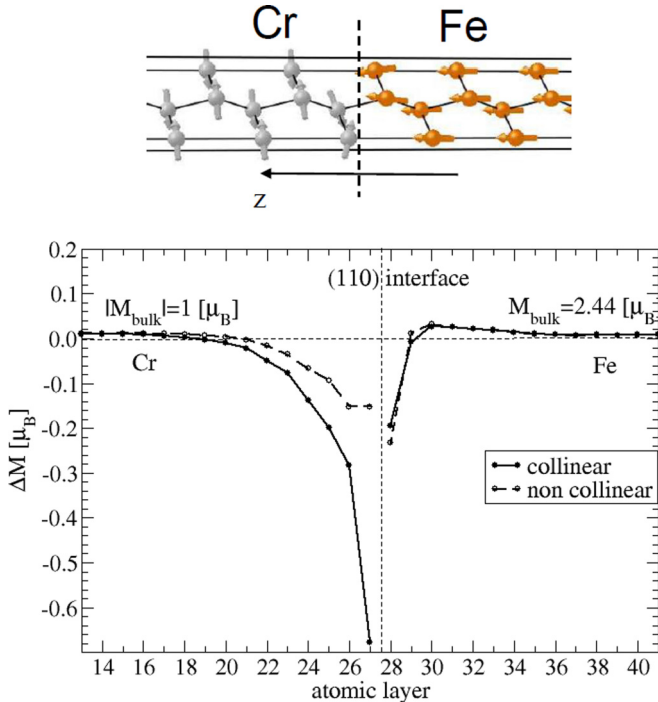 Cr Fe
z
0.2
0.1
0.0
-0.1
-0.2
-0.3
-0.4
-0.5
-0.6
ΔM [μB]
(110) interface
|Mbulk|=1 [μB]
Mbulk=2.44 [μB]
Cr
Fe
collinear
non collinear
14 16 18 20 22 24 26 28 30 32 34 36 38 40
atomic layer